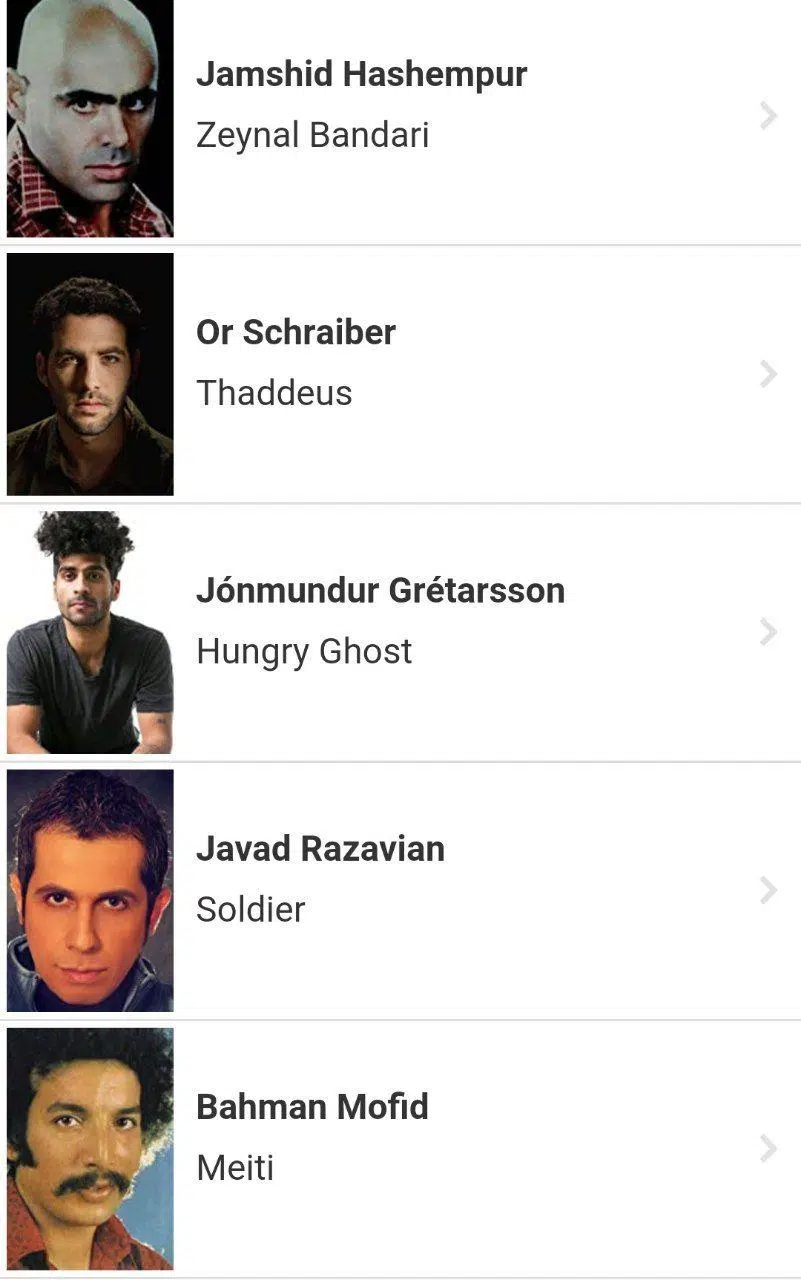 Jamshid Hashempur
Zeynal Bandari
Or Schraiber
Thaddeus
Jónmundur Grétarsson
Hungry Ghost
Javad Razavian
Soldier
Bahman Mofid
Meiti